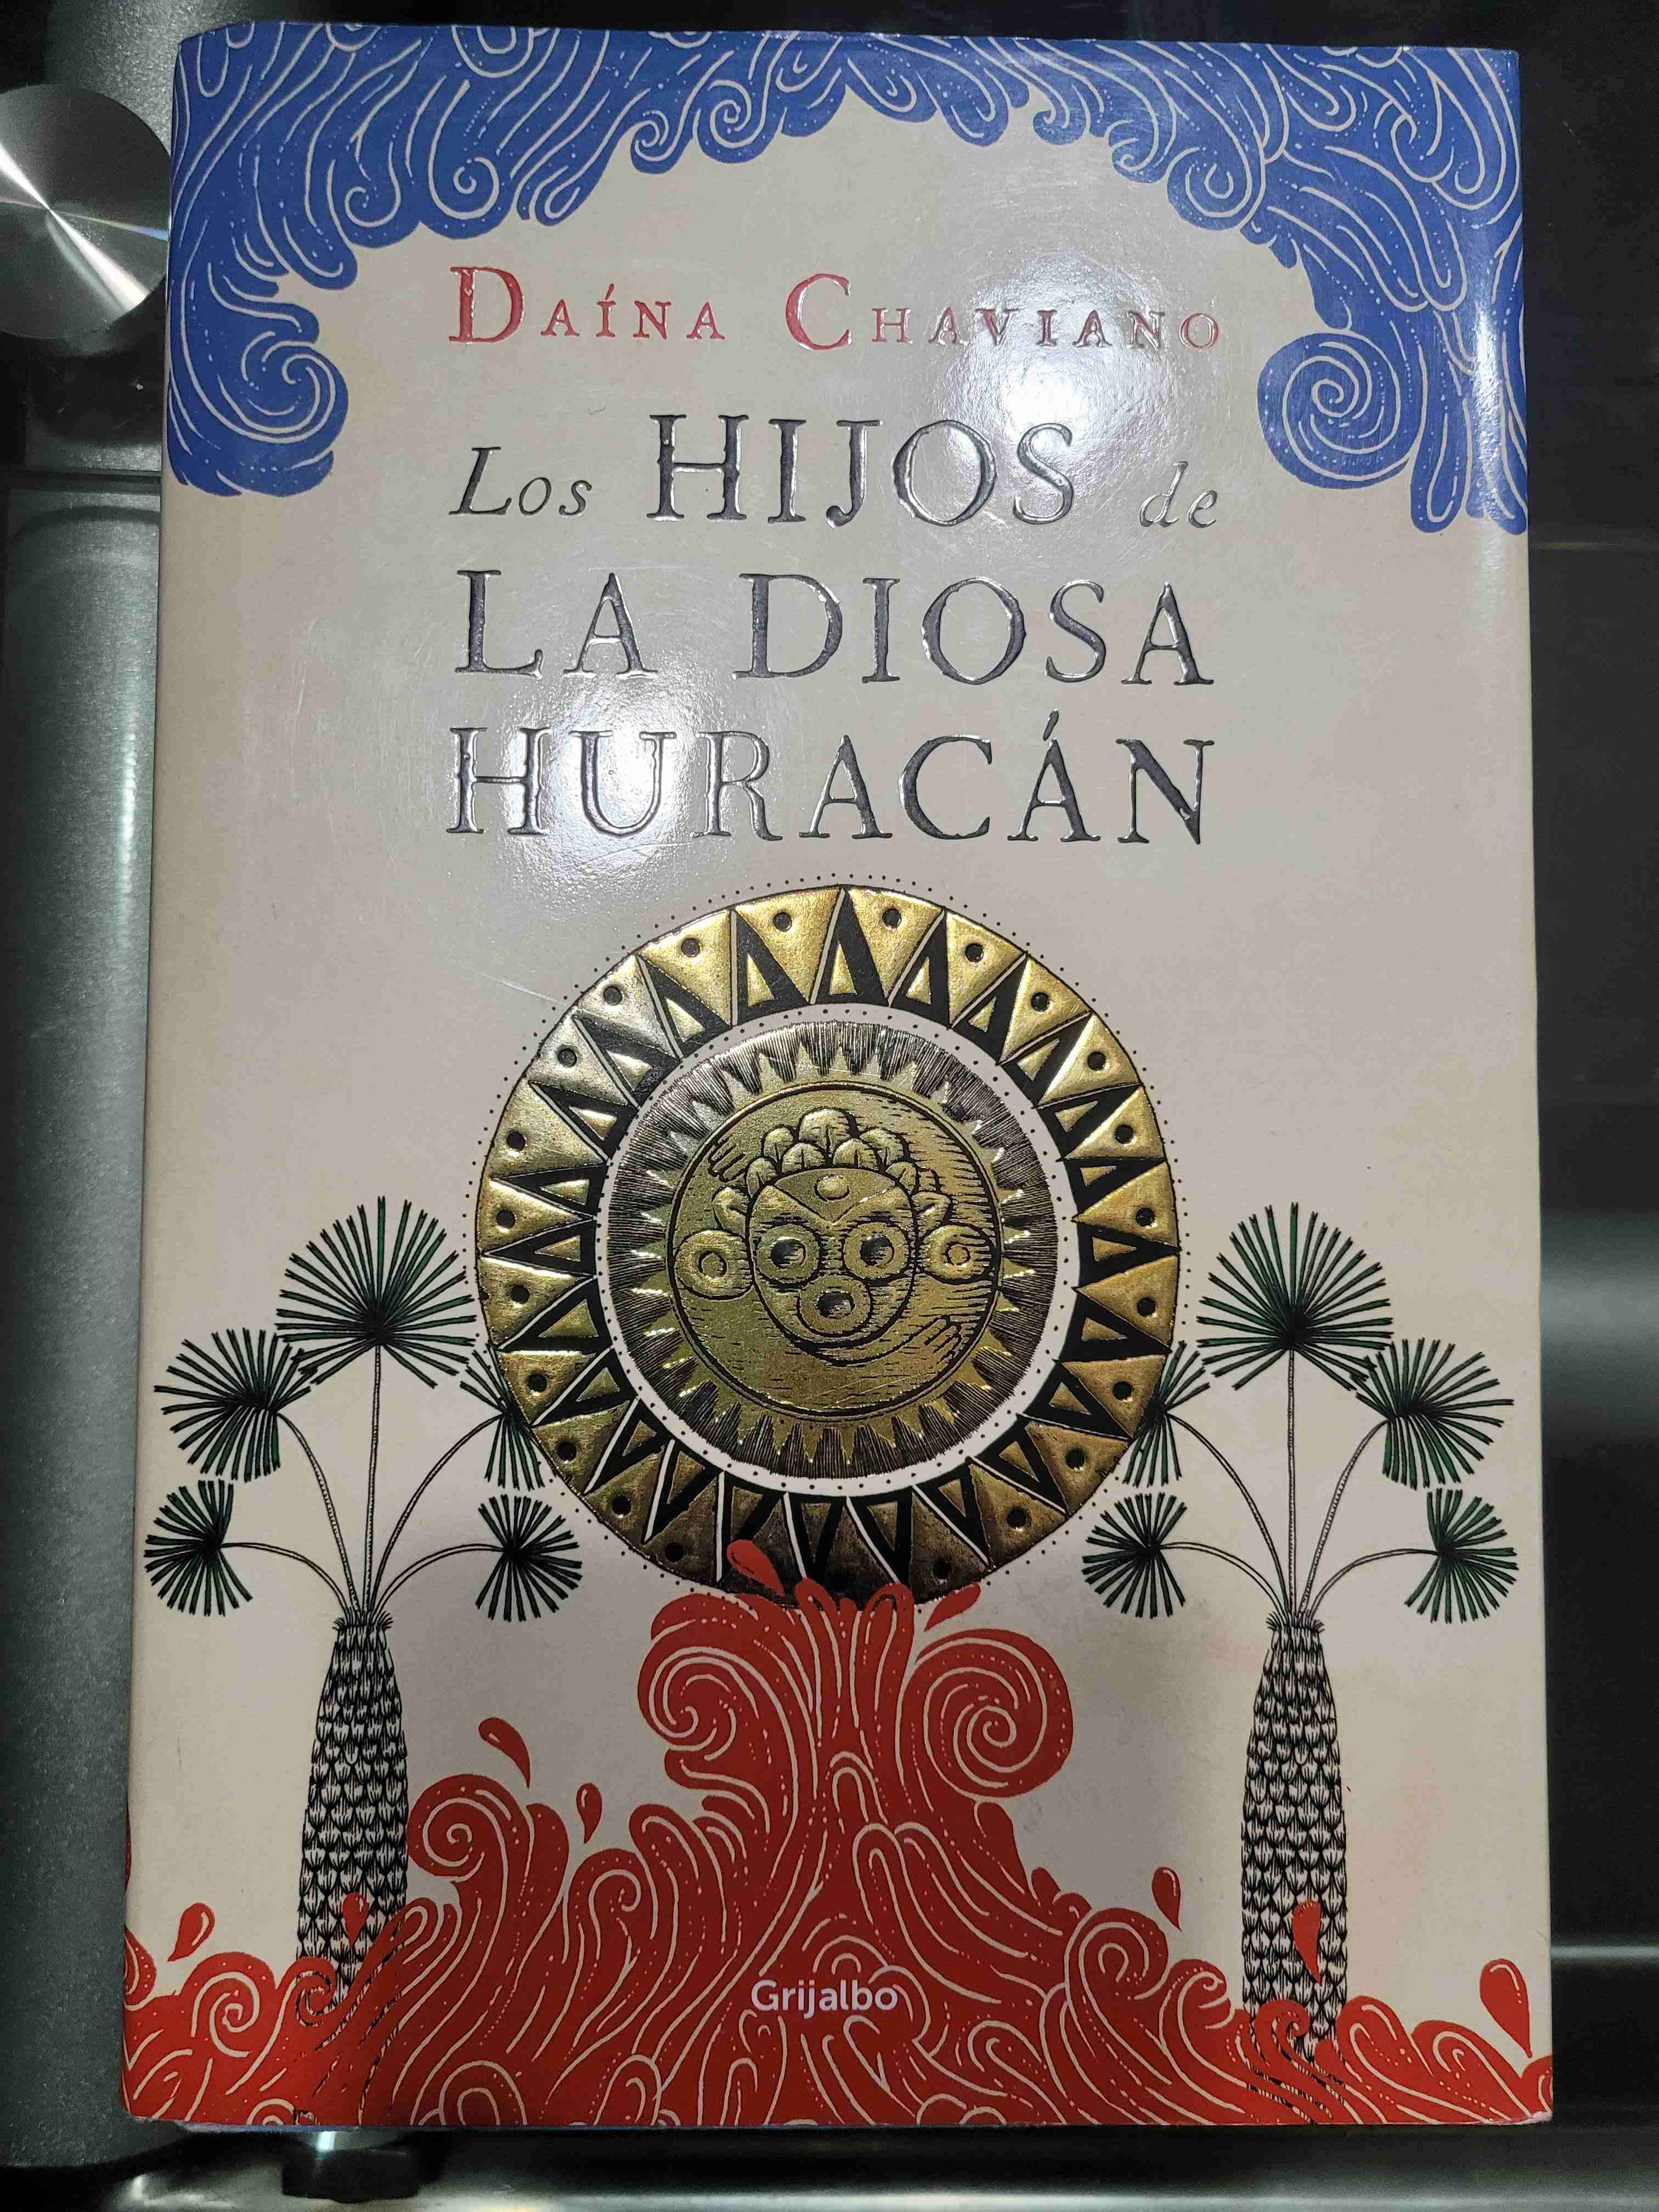 DAÍNA CHAVIANO
Los HIJOS de
LA DIOSA
HURACÁN
Grijalbo